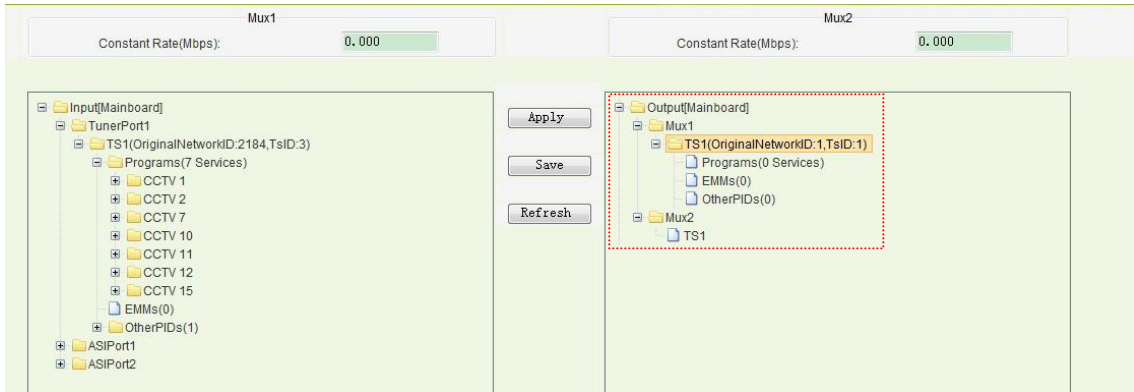 Mux1
Constant Rate(Mbps): 0.000
Mux2
Constant Rate(Mbps): 0.000
Input[Mainboard]
TunerPort1
TS1(OriginalNetworkID:2184,TsID:3)
Programs(7 Services)
CCTV 1
CCTV 2
CCTV 7
CCTV 10
CCTV 11
CCTV 12
CCTV 15
EMMs(0)
OtherPIDs(1)
ASIPort1
ASIPort2
Apply
Save
Refresh
Output[Mainboard]
Mux1
TS1(OriginalNetworkID:1,TsID:1)
Programs(0 Services)
EMMs(0)
OtherPIDs(0)
Mux2
TS1